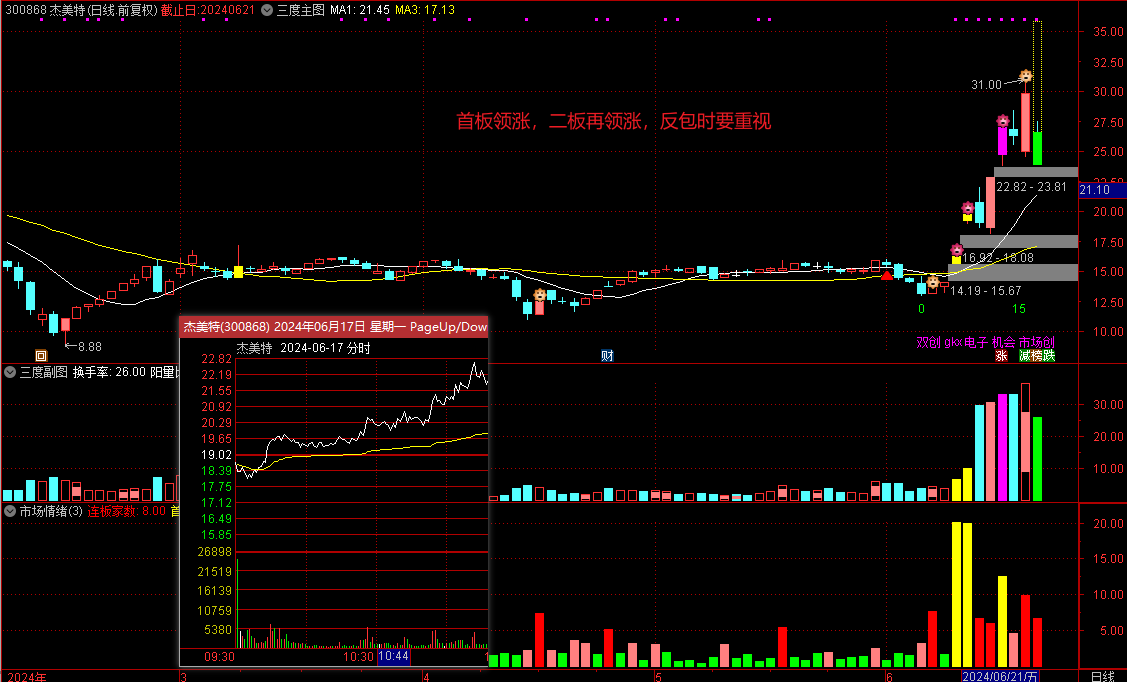 300868 杰美特(日线.前复权) 截止日:20240621 三度主图 MA1: 21.45 MA3: 17.13
35.00
32.50
31.00
30.00
首板领涨，二板再领涨，反包时要重视
27.50
25.00
22.82 - 23.81
21.10
20.00
17.50
16.92 - 18.08
15.00
14.19 - 15.67
12.50
0
15
10.00
8.88
双创 gkx电子 机会 市场创
回
财
涨
减榜跌
三度副图 换手率: 26.00 阳量
30.00
20.00
10.00
市场情绪(3) 连板家数: 8.00 首
20.00
15.00
10.00
5.00
杰美特(300868) 2024年06月17日 星期一 PageUp/Dow
杰美特 2024-06-17 分时
22.82
22.19
21.55
20.92
20.29
19.65
19.02
18.39
17.75
17.12
16.49
15.85
26898
21519
16139
10759
5380
09:30 10:30 10:44
2024年 3 4 5 6 2024/06/21/五 日线